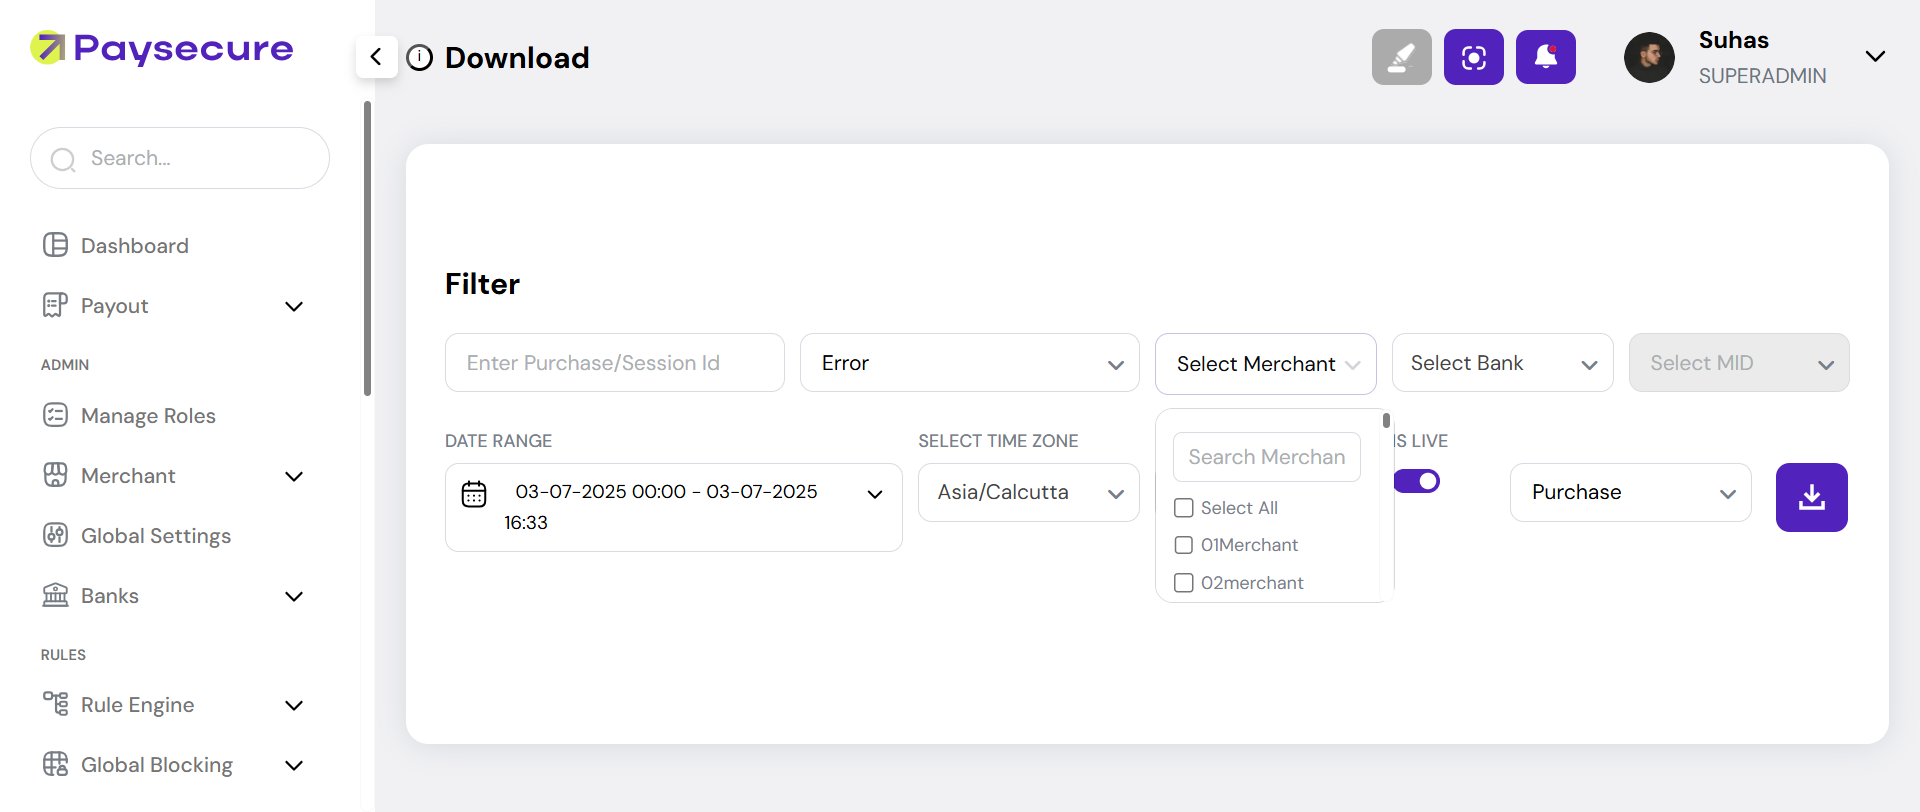 Paysecure
Download
Suhas
SUPERADMIN
Search...
Dashboard
Payout
ADMIN
Manage Roles
Merchant
Global Settings
Banks
RULES
Rule Engine
Global Blocking
Filter
Enter Purchase/Session Id
Error
Select Merchant
Select Bank
Select MID
DATE RANGE
SELECT TIME ZONE
IS LIVE
03-07-2025 00:00 - 03-07-2025
16:33
Asia/Calcutta
Search Merchan
Select All
01Merchant
02merchant
Purchase